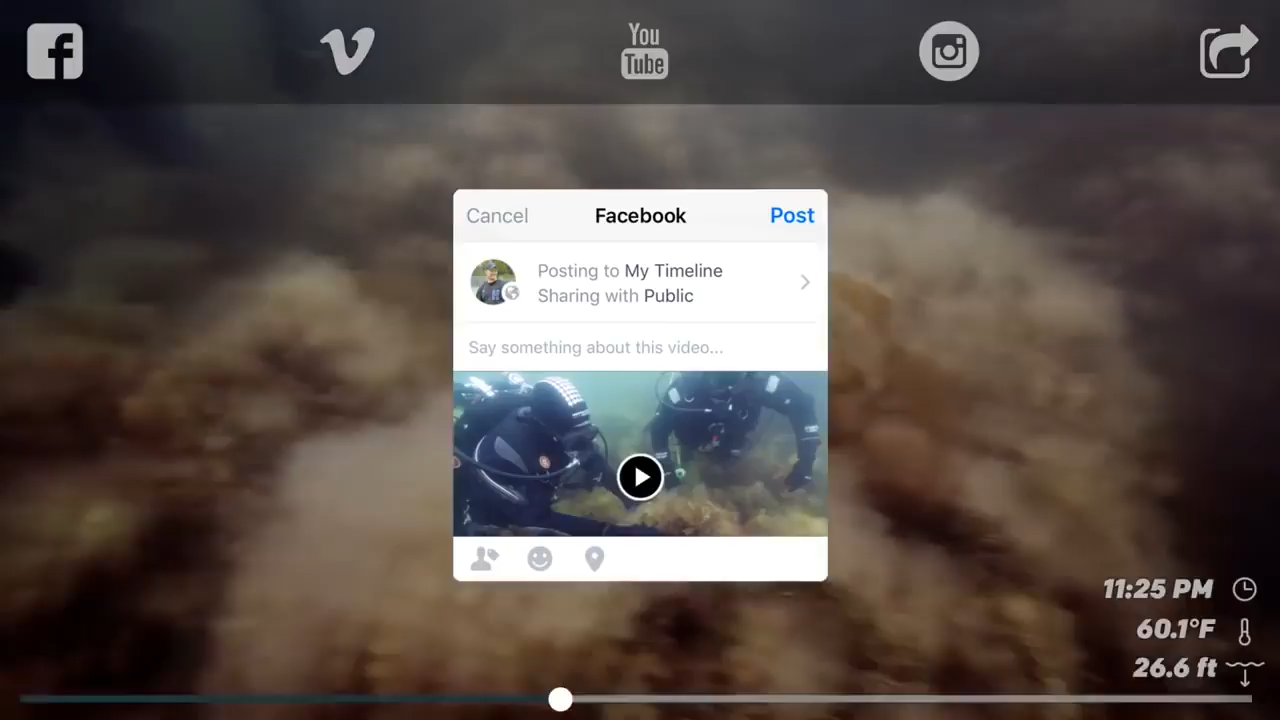 You
Tube
Cancel Facebook Post
Posting to My Timeline
Sharing with Public
Say something about this video...
11:25 PM
60.1°F
26.6 ft